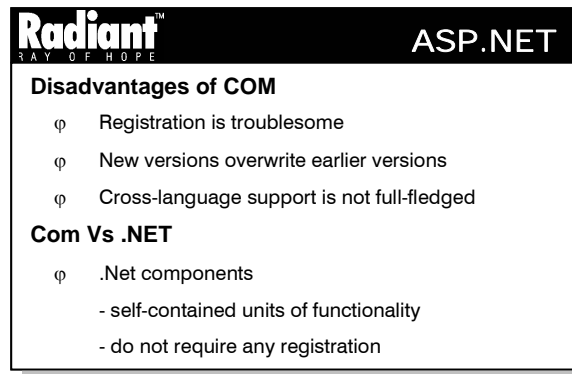 Radiant™
RAY OF HOPE
ASP.NET
Disadvantages of COM
φ Registration is troublesome
φ New versions overwrite earlier versions
φ Cross-language support is not full-fledged
Com Vs .NET
φ .Net components
- self-contained units of functionality
- do not require any registration